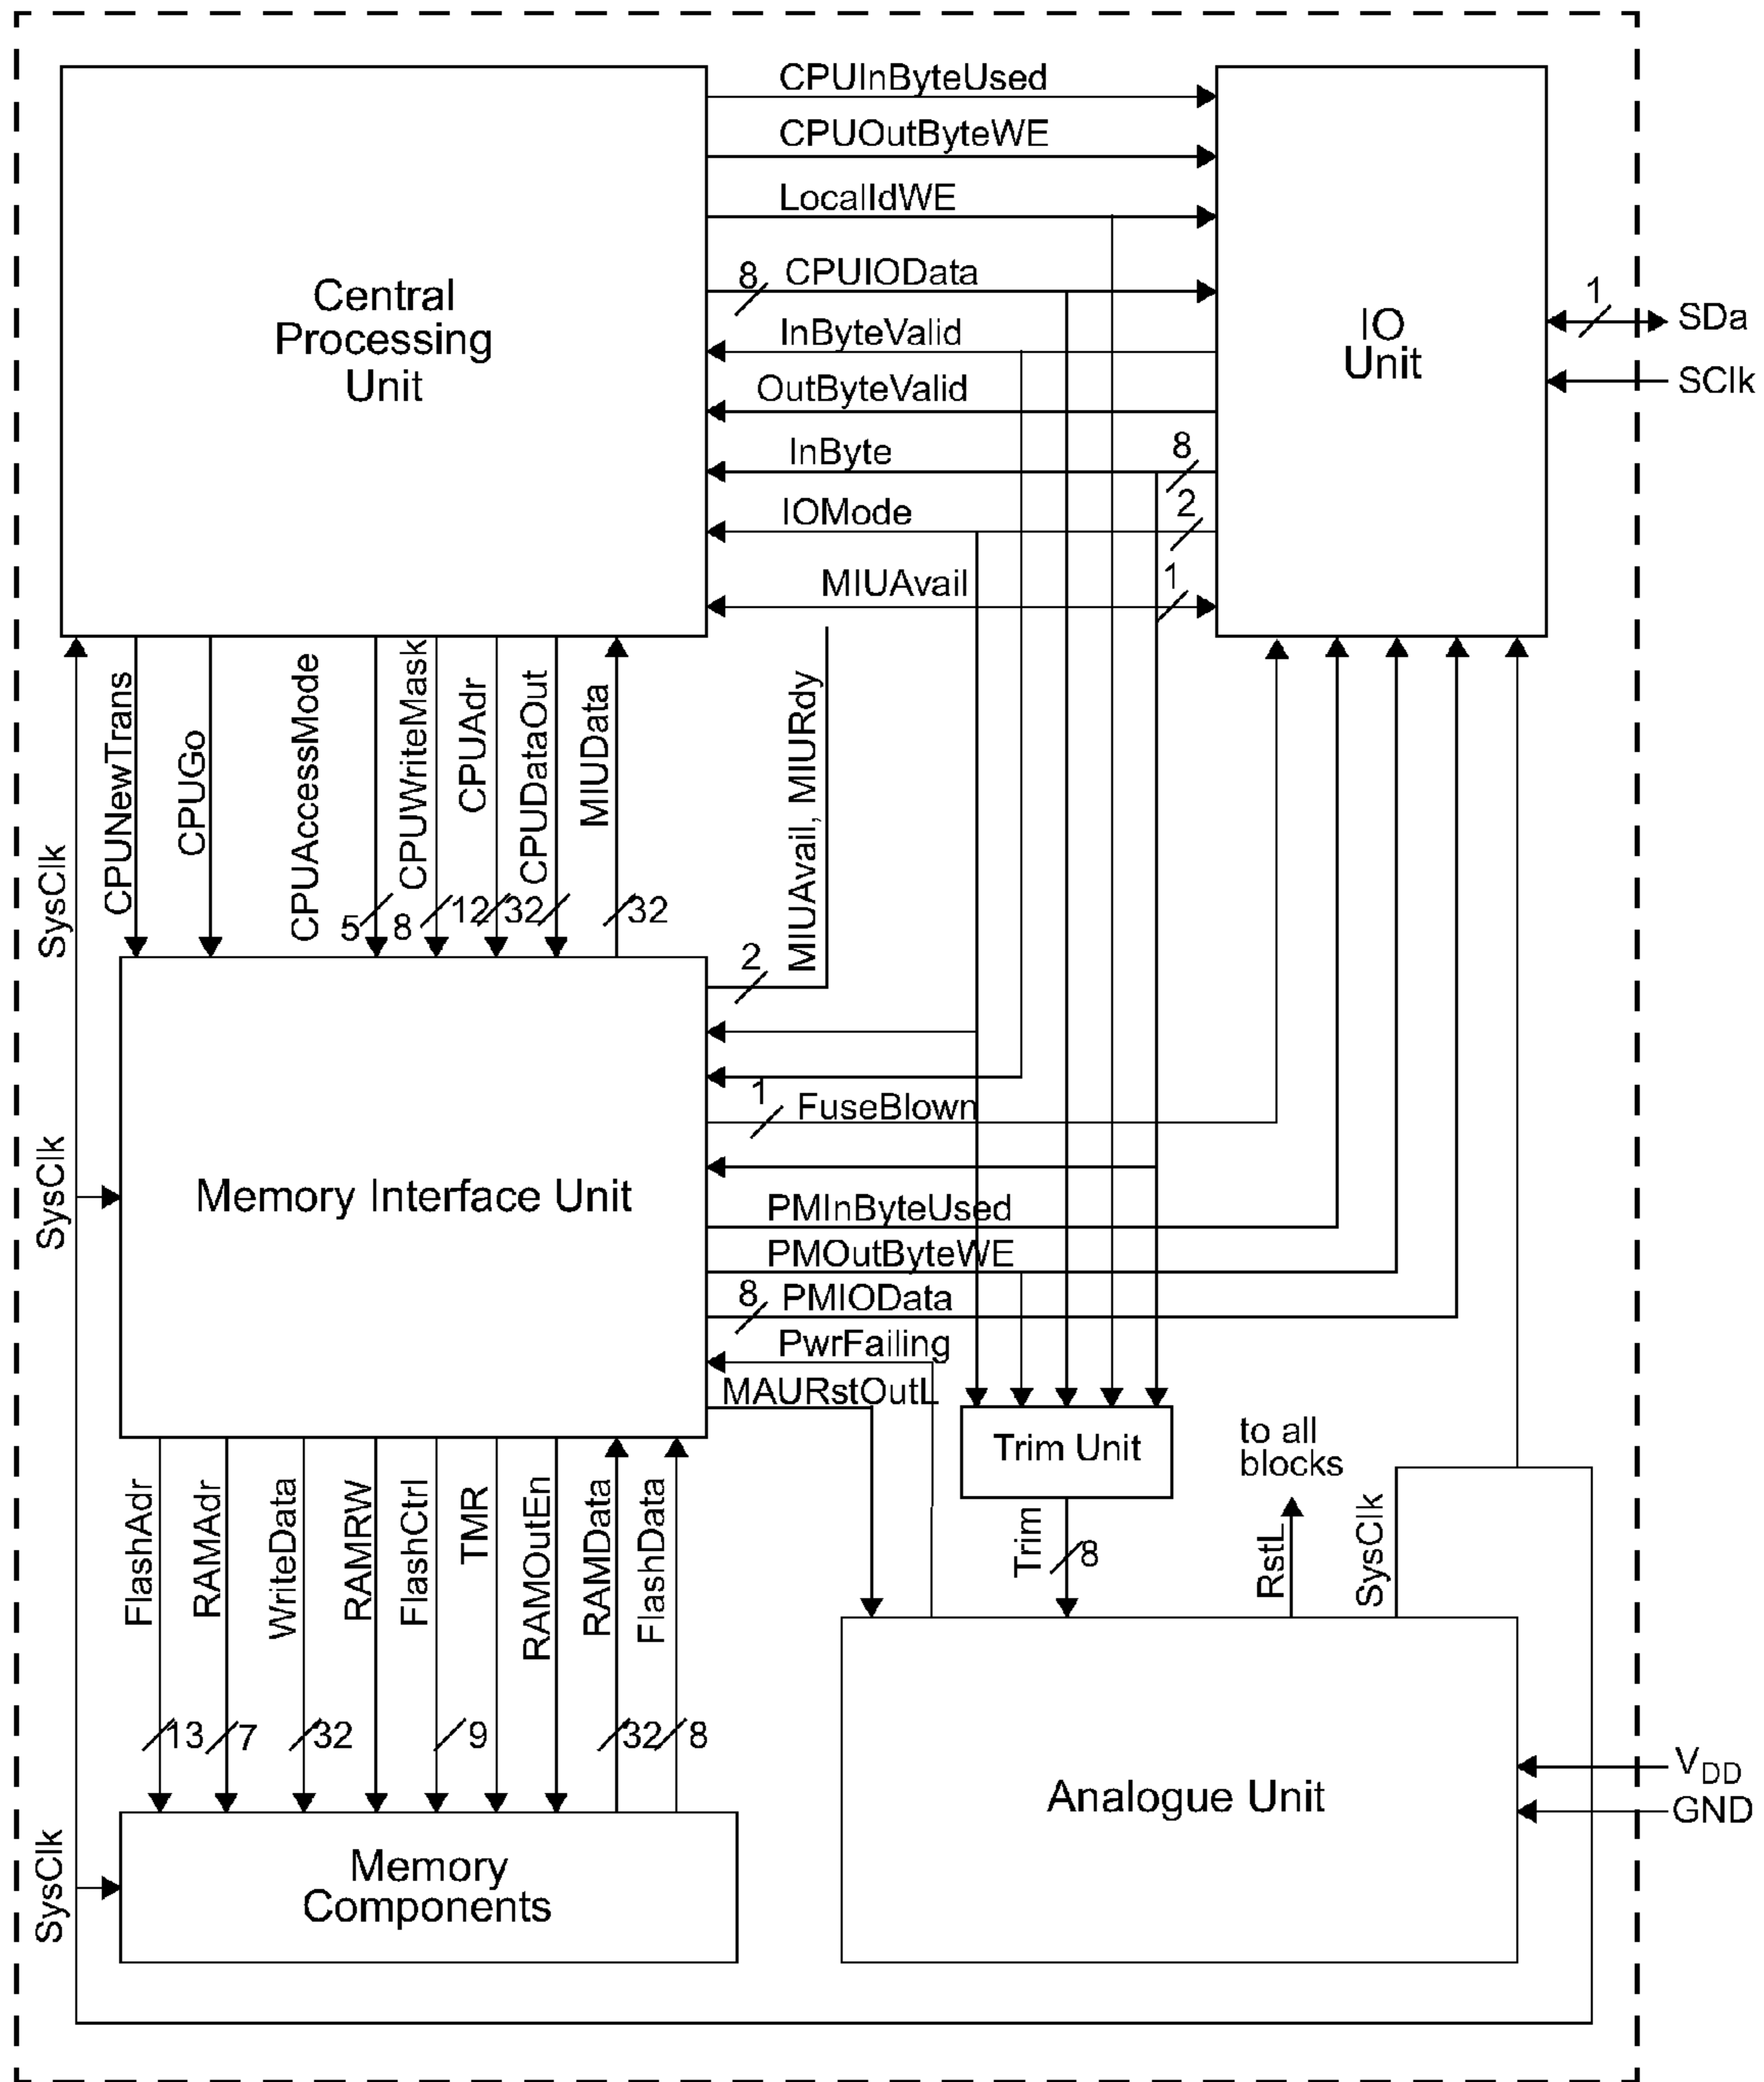 CPUInByteUsed
CPUOutByteWE
LocalIdWE
8
CPUIOData
InByteValid
OutByteValid
InByte
8
IOMode
2
MIUAvail
1
Central
Processing
Unit
IO
Unit
1
SDa
SClk
SysClk
CPUNewTrans
CPUGo
CPUAccessMode
5
CPUWriteMask
8
CPUAdr
12
CPUDataOut
32
MIUData
32
MIUAvail, MIURdy
2
1
FuseBlown
SysClk
Memory Interface Unit
PMInByteUsed
PMOutByteWE
8
PMIOData
PwrFailing
MAURstOutL
Trim Unit
to all
blocks
FlashAdr
13
RAMAdr
7
WriteData
32
RAMRW
FlashCtrl
9
TMR
RAMOutEn
RAMData
32
FlashData
8
Trim
8
RstL
SysClk
SysClk
Memory
Components
Analogue Unit
VDD
GND